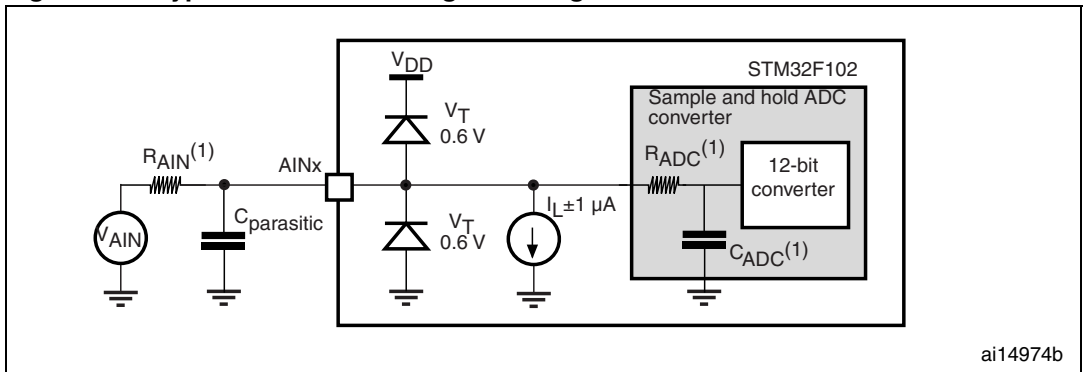 V_DD
STM32F102
Sample and hold ADC
converter
V_T
0.6 V
R_AIN(1)
AINx
R_ADC(1)
12-bit
converter
I_L±1 µA
V_AIN
C_parasitic
V_T
0.6 V
C_ADC(1)
ai14974b